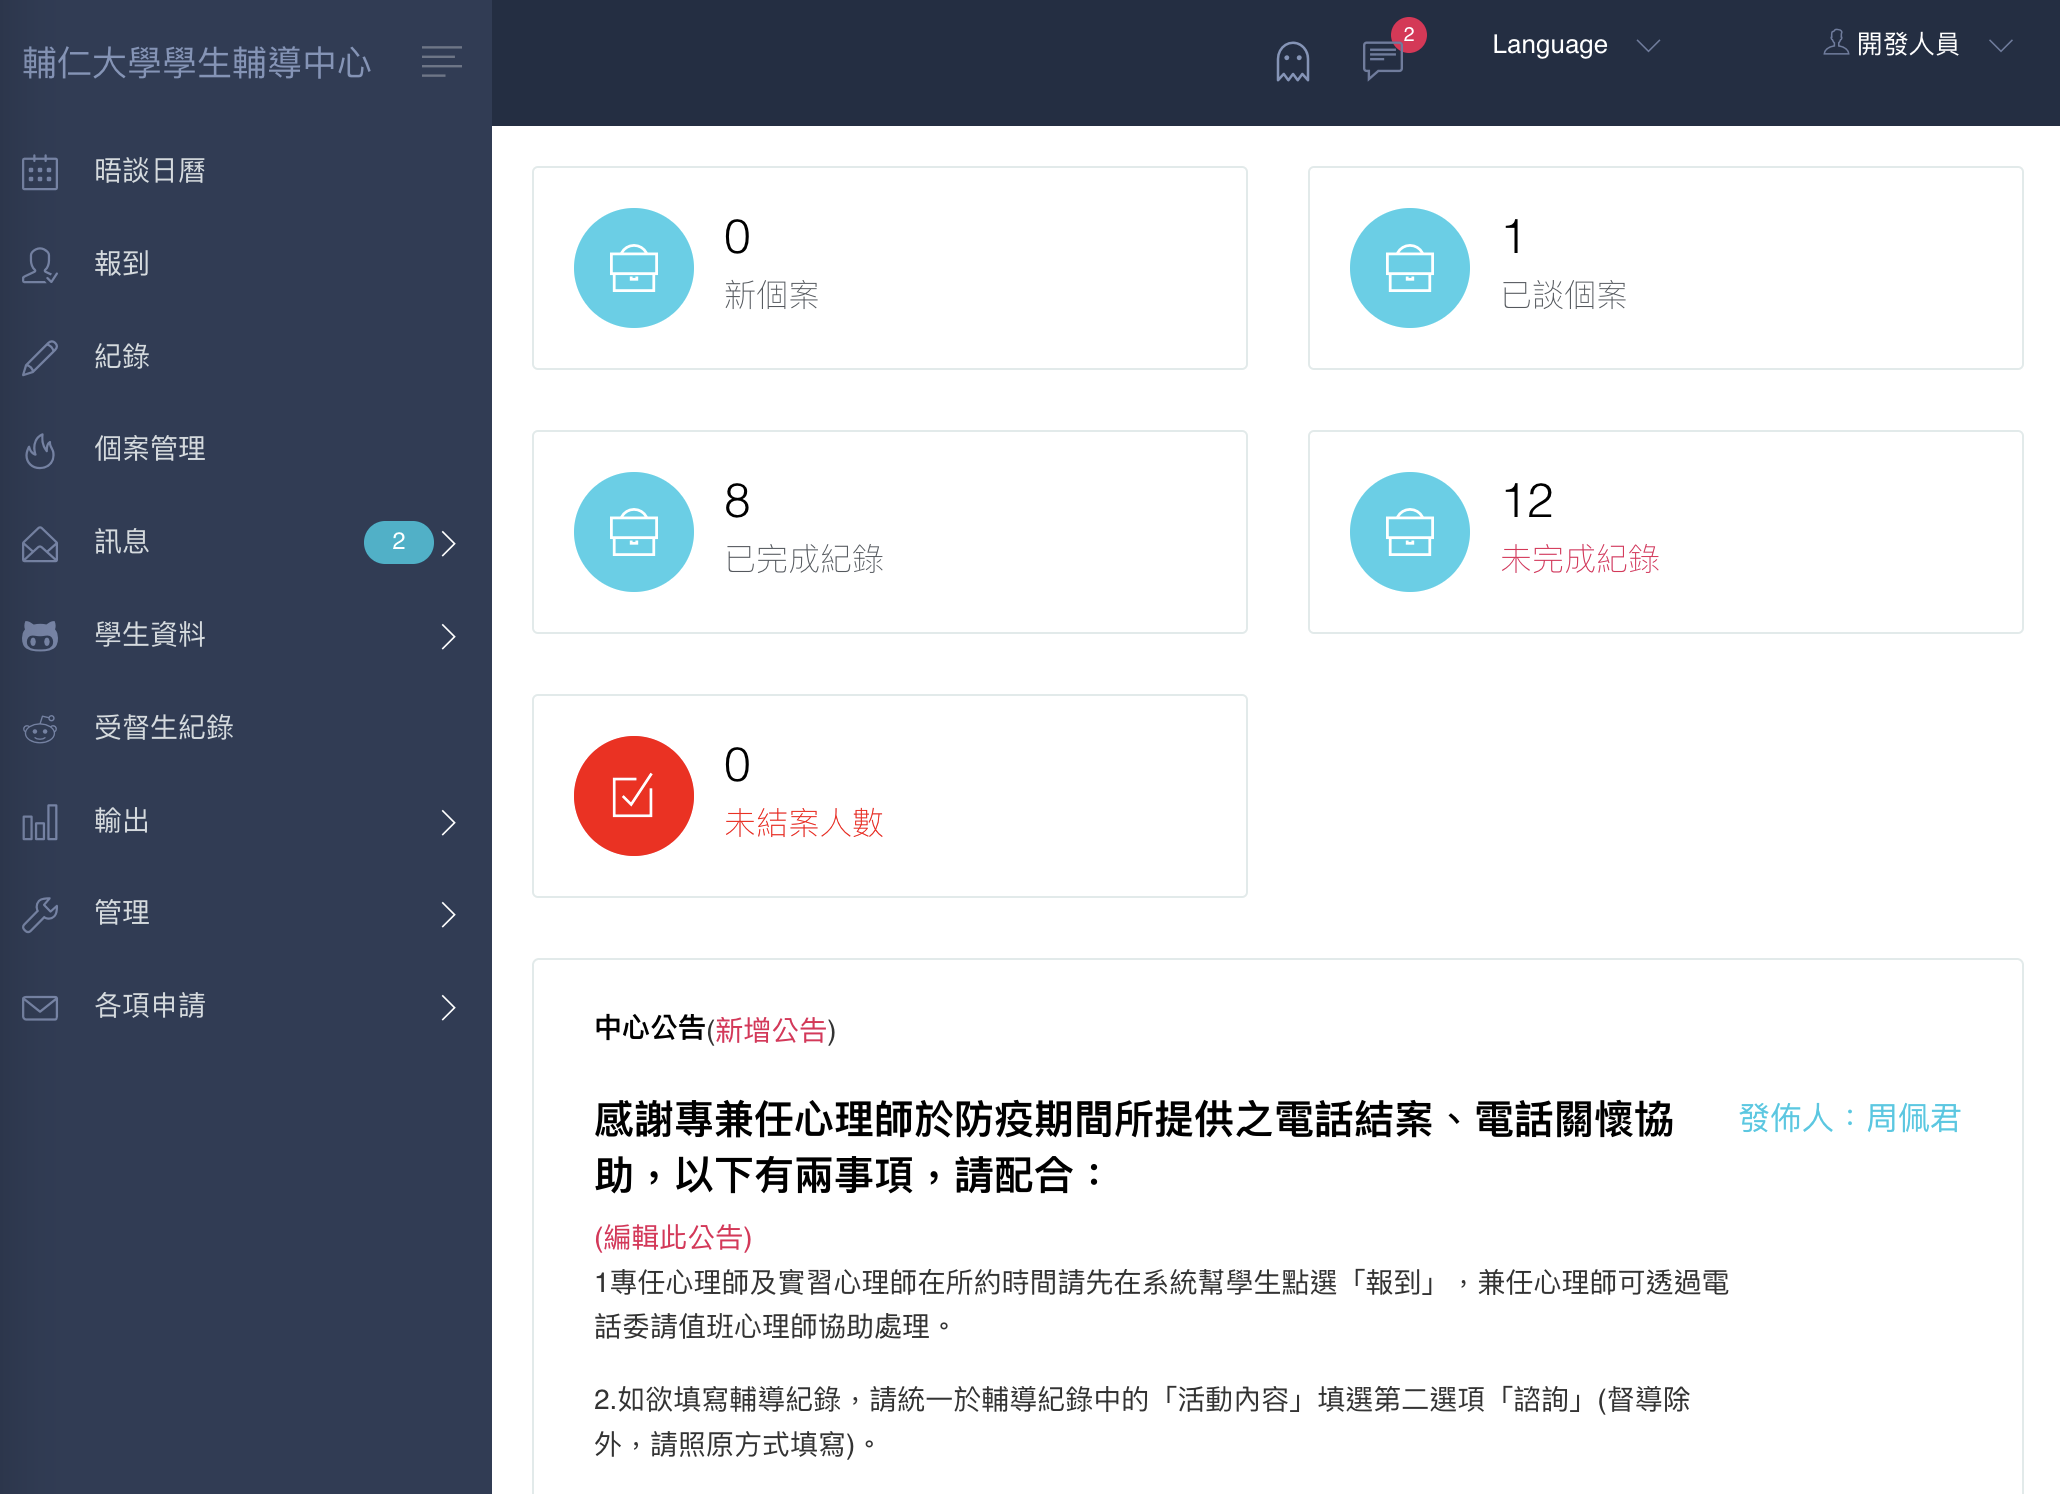 輔仁大學學生輔導中心
2
Language
開發人員
晤談日曆
報到
紀錄
個案管理
訊息
2
學生資料
受督生紀錄
輸出
管理
各項申請
0
新個案
1
已談個案
8
已完成紀錄
12
未完成紀錄
0
未結案人數
中心公告(新增公告)
感謝專兼任心理師於防疫期間所提供之電話結案、電話關懷協
助，以下有兩事項，請配合：
發佈人：周佩君
(編輯此公告)
1專任心理師及實習心理師在所約時間請先在系統幫學生點選「報到」，兼任心理師可透過電
話委請值班心理師協助處理。
2.如欲填寫輔導紀錄，請統一於輔導紀錄中的「活動內容」填選第二選項「諮詢」(督導除
外，請照原方式填寫)。